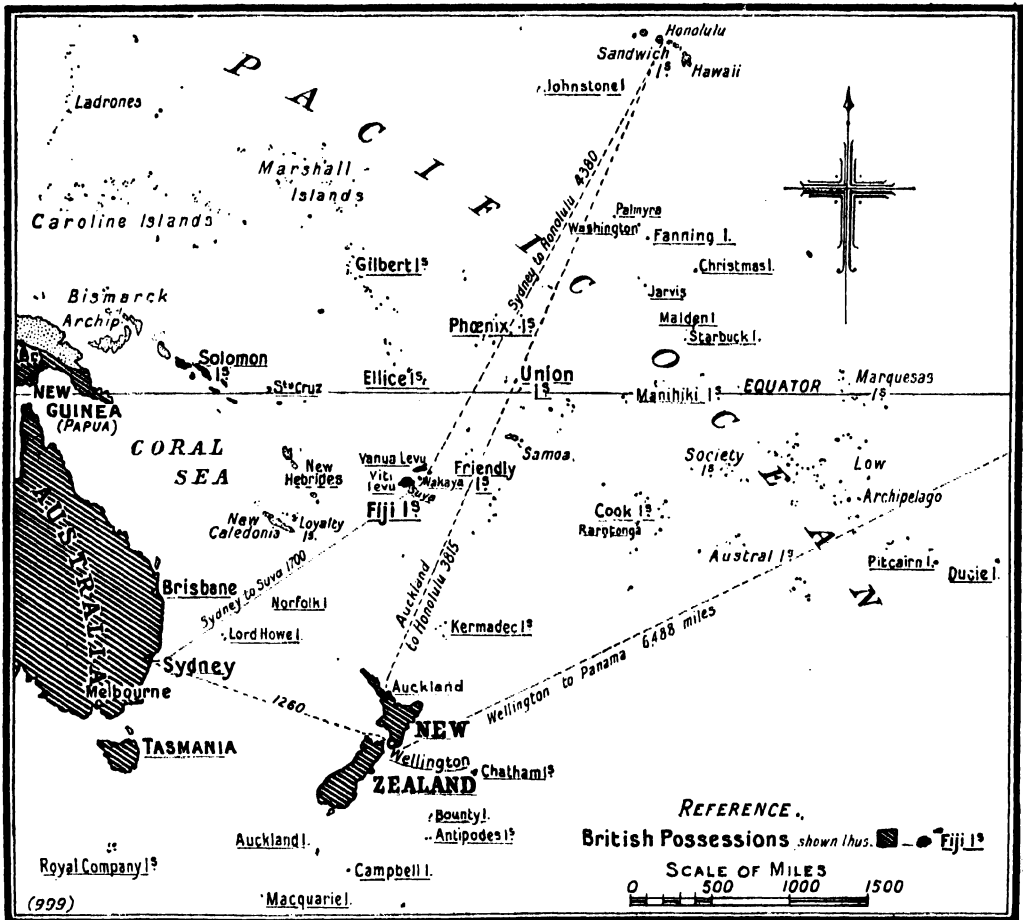 PACIFIC OCEAN
Honolulu
Sandwich
Iˢ
Hawaii
Johnstone I
Ladrones
Marshall
Islands
Caroline Islands
Sydney to Honolulu 4380
Palmyra
Washington
Fanning I.
Christmas I.
Gilbert Iˢ
Jarvis
Malden I
Starbuck I.
Bismarck
Archip.
Phœnix Iˢ
Solomon
Iˢ
Ellice Iˢ,
Union
Iˢ
Sta Cruz
Manihiki Iˢ
EQUATOR
Marquesas
Iˢ
NEW
GUINEA
(PAPUA)
CORAL
SEA
New
Hebrides
Vanua Levu
Viti
Levu
Wakaya
Suva
Fiji Iˢ
Friendly
Iˢ
Samoa
Society
Iˢ
Low
Archipelago
New
Caledonia
Loyalty
Iˢ
Cook Iˢ
Rarotonga
Austral Iˢ
Pitcairn I.
Ducie I.
AUSTRALIA
Brisbane
Sydney to Suva 1700
Norfolk I
Lord Howe I.
Auckland
to Honolulu 3815
Kermadec Iˢ
Sydney
Melbourne
1260
Auckland
Wellington to Panama 6,488 miles
TASMANIA
NEW
ZEALAND
Wellington
Chatham Iˢ
Bounty I.
Antipodes Iˢ
Auckland I.
Campbell I.
Royal Company Iˢ
Macquarie I.
(999)
REFERENCE.
British Possessions shown thus. – Fiji Iˢ
SCALE OF MILES
0 500 1000 1500